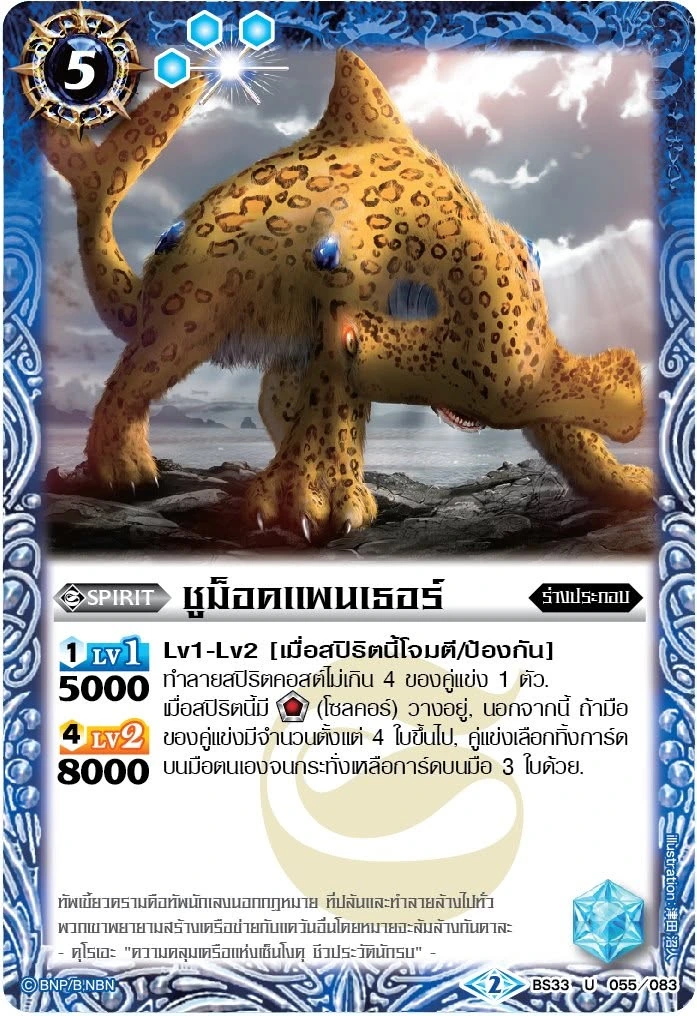 5
SPIRIT ชูม็อคแพนเธอร์ ร่างประกอบ
1 LV1
5000
4 LV2
8000
Lv1-Lv2 [เมื่อสปิริตนี้โจมตี/ป้องกัน]
ทำลายสปิริตคอสต์ไม่เกิน 4 ของคู่แข่ง 1 ตัว.
เมื่อสปิริตนี้มี (โซลคอร์) วางอยู่, นอกจากนี้ ถ้ามือ
ของคู่แข่งมีจำนวนตั้งแต่ 4 ใบขึ้นไป, คู่แข่งเลือกทิ้งการ์ด
บนมือตนเองจนกระทั่งเหลือการ์ดบนมือ 3 ใบด้วย.
ทัพเขี้ยวครามคือทัพนักเลงนอกกฎหมาย ที่ปล้นและทำลายล้างไปทั่ว
พวกเขาพยายามสร้างเครือข่ายกับแคว้นอื่นโดยหมายจะล้มล้างทันดาละ
- คุโรเอะ "ความคลุมเครือแห่งเซ็นโงคุ ชีวประวัตินักรบ" -
illustration : 津田 沼人
©BNP/B,NBN
2
BS33 U 055/083